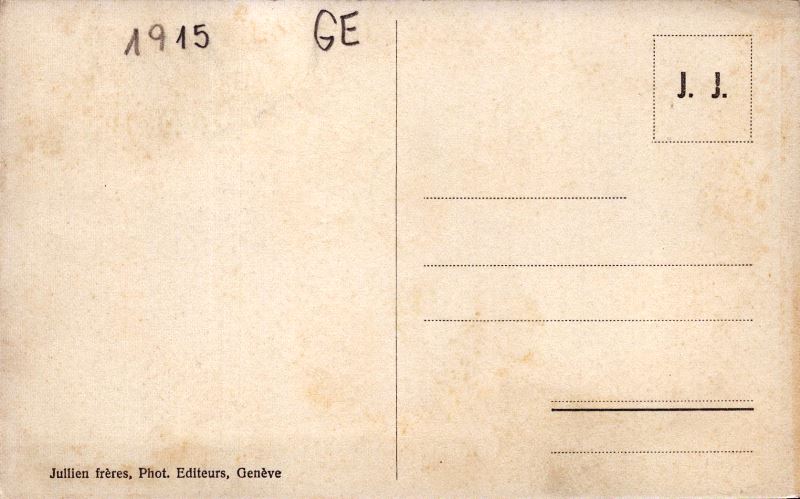 1915 GE
J. J.
Jullien frères, Phot. Editeurs, Genève